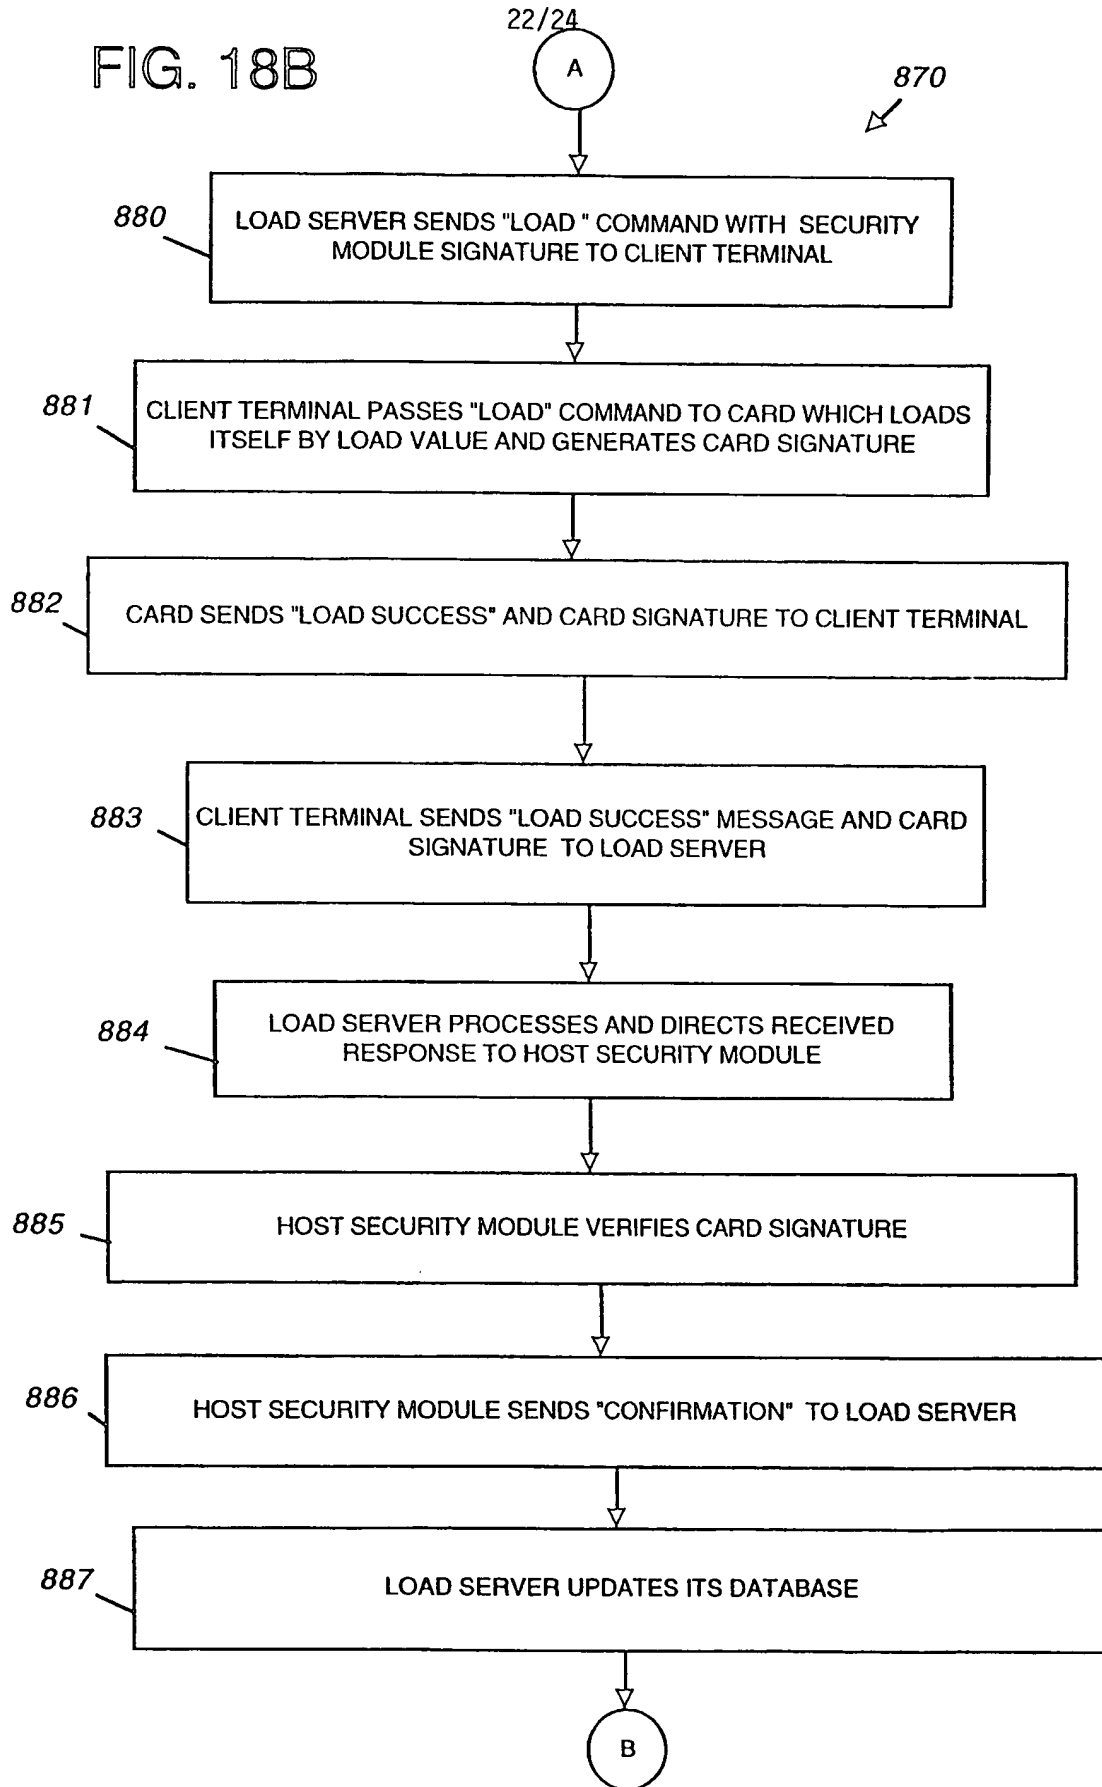 22/24
FIG. 18B
A
870
880
LOAD SERVER SENDS "LOAD " COMMAND WITH SECURITY
MODULE SIGNATURE TO CLIENT TERMINAL
881
CLIENT TERMINAL PASSES "LOAD" COMMAND TO CARD WHICH LOADS
ITSELF BY LOAD VALUE AND GENERATES CARD SIGNATURE
882
CARD SENDS "LOAD SUCCESS" AND CARD SIGNATURE TO CLIENT TERMINAL
883
CLIENT TERMINAL SENDS "LOAD SUCCESS" MESSAGE AND CARD
SIGNATURE TO LOAD SERVER
884
LOAD SERVER PROCESSES AND DIRECTS RECEIVED
RESPONSE TO HOST SECURITY MODULE
885
HOST SECURITY MODULE VERIFIES CARD SIGNATURE
886
HOST SECURITY MODULE SENDS "CONFIRMATION" TO LOAD SERVER
887
LOAD SERVER UPDATES ITS DATABASE
B